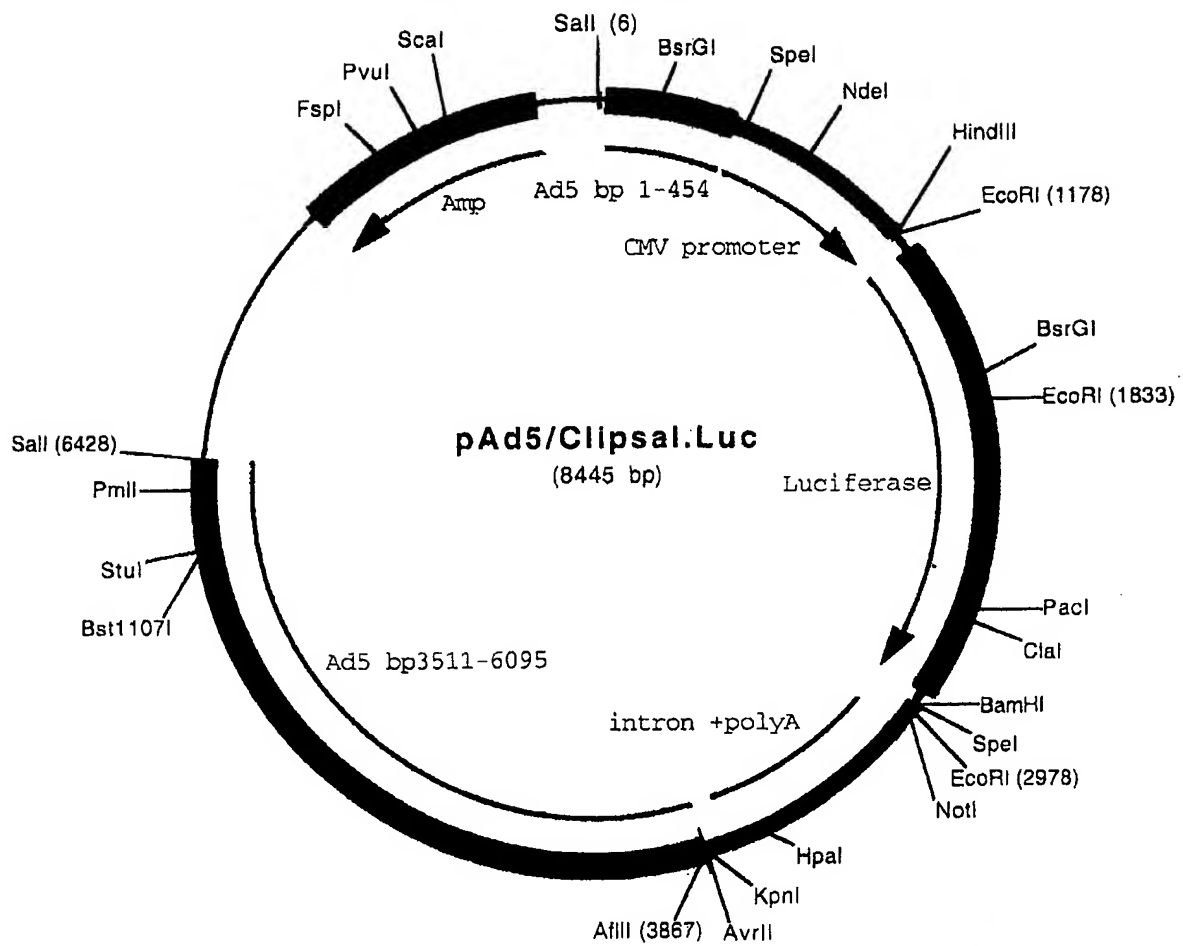 SalI (6)
BsrGI
SpeI
NdeI
HindIII
EcoRI (1178)
BsrGI
EcoRI (1833)
PacI
ClaI
BamHI
SpeI
EcoRI (2978)
NotI
HpaI
KpnI
AvrII
AflII (3867)
Bst1107I
StuI
PmlI
SalI (6428)
FspI
PvuI
ScaI
Amp
Ad5 bp 1-454
CMV promoter
pAd5/Clipsal.Luc
(8445 bp)
Luciferase
Ad5 bp3511-6095
intron +polyA